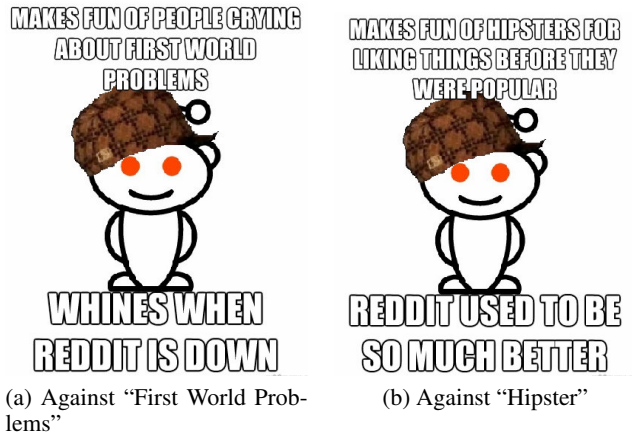 MAKES FUN OF PEOPLE CRYING
ABOUT FIRST WORLD
PROBLEMS
WHINES WHEN
REDDIT IS DOWN
(a) Against “First World Prob-
lems”
MAKES FUN OF HIPSTERS FOR
LIKING THINGS BEFORE THEY
WERE POPULAR
REDDIT USED TO BE
SO MUCH BETTER
(b) Against “Hipster”